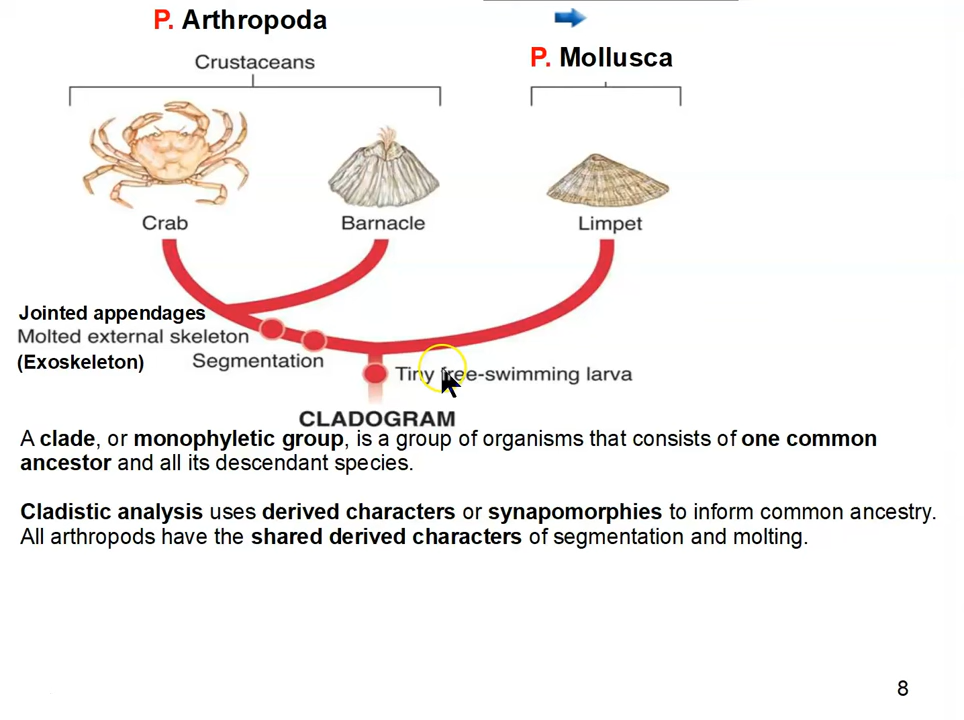 P. Arthropoda
P. Mollusca
Crustaceans
Crab
Barnacle
Limpet
Jointed appendages
Molted external skeleton
(Exoskeleton)
Segmentation
Tiny free-swimming larva
CLADOGRAM
A clade, or monophyletic group, is a group of organisms that consists of one common
ancestor and all its descendant species.
Cladistic analysis uses derived characters or synapomorphies to inform common ancestry.
All arthropods have the shared derived characters of segmentation and molting.
8